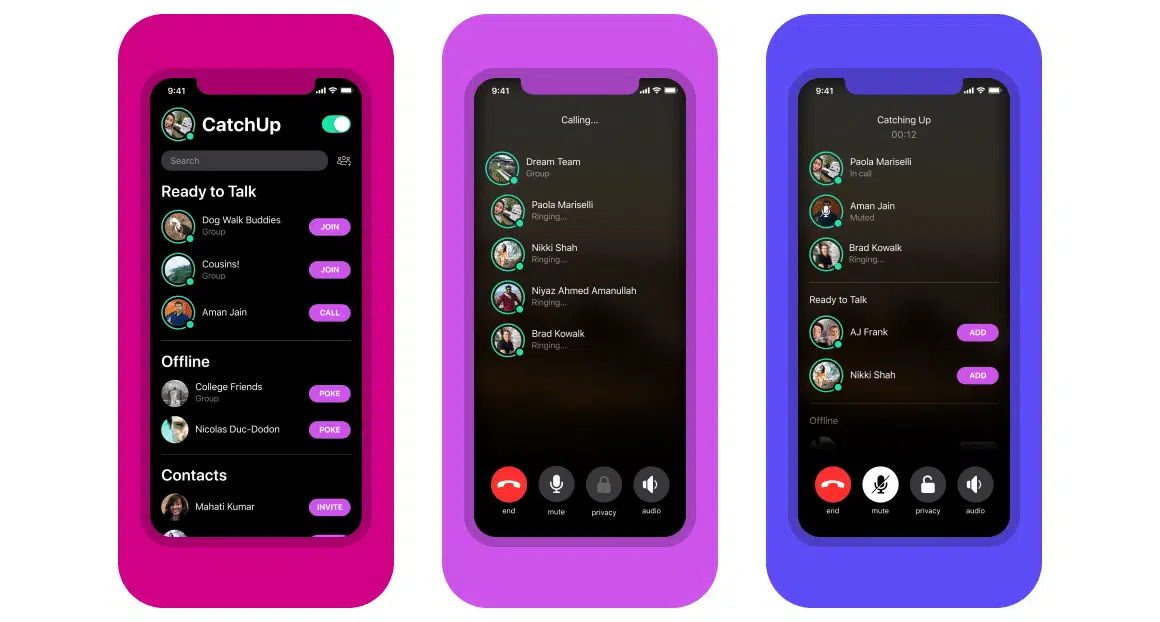 9:41
CatchUp
Search
Ready to Talk
Dog Walk Buddies
Group
JOIN
Cousins!
Group
JOIN
Aman Jain
CALL
Offline
College Friends
Group
POKE
Nicolas Duc-Dodon
POKE
Contacts
Mahati Kumar
INVITE
9:41
Calling...
Dream Team
Group
Paola Mariselli
Ringing...
Nikki Shah
Ringing...
Niyaz Ahmed Amanullah
Ringing...
Brad Kowalk
Ringing...
end
mute
privacy
audio
9:41
Catching Up
00:12
Paola Mariselli
In call
Aman Jain
Muted
Brad Kowalk
Ringing...
Ready to Talk
AJ Frank
ADD
Nikki Shah
ADD
Offline
end
mute
privacy
audio